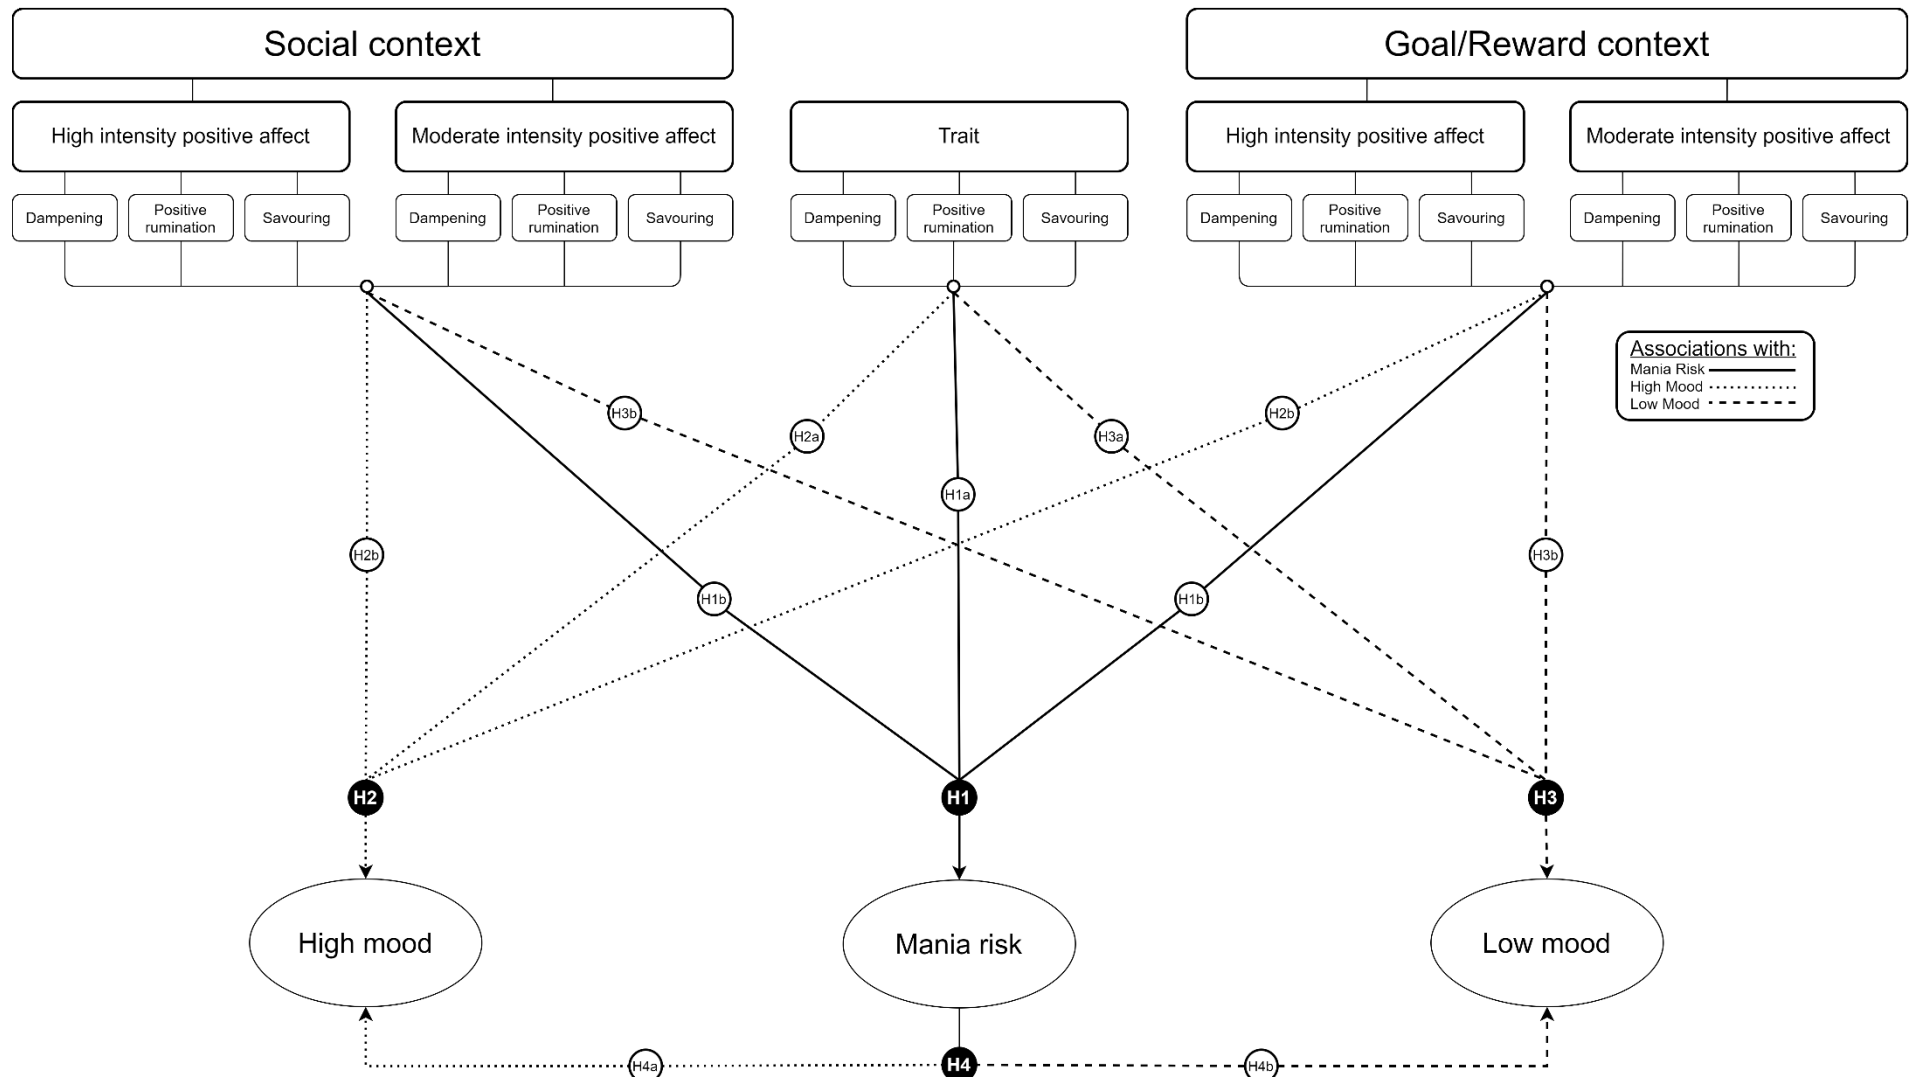 Social context
Goal/Reward context
High intensity positive affect
Moderate intensity positive affect
Trait
High intensity positive affect
Moderate intensity positive affect
Dampening
Positive
rumination
Savouring
Dampening
Positive
rumination
Savouring
Dampening
Positive
rumination
Savouring
Dampening
Positive
rumination
Savouring
Dampening
Positive
rumination
Savouring
Associations with:
Mania Risk
High Mood
Low Mood
H3b
H2b
H2a
H3a
H1a
H2b
H3b
H1b
H1b
H2
H1
H3
High mood
Mania risk
Low mood
H4a
H4
H4b